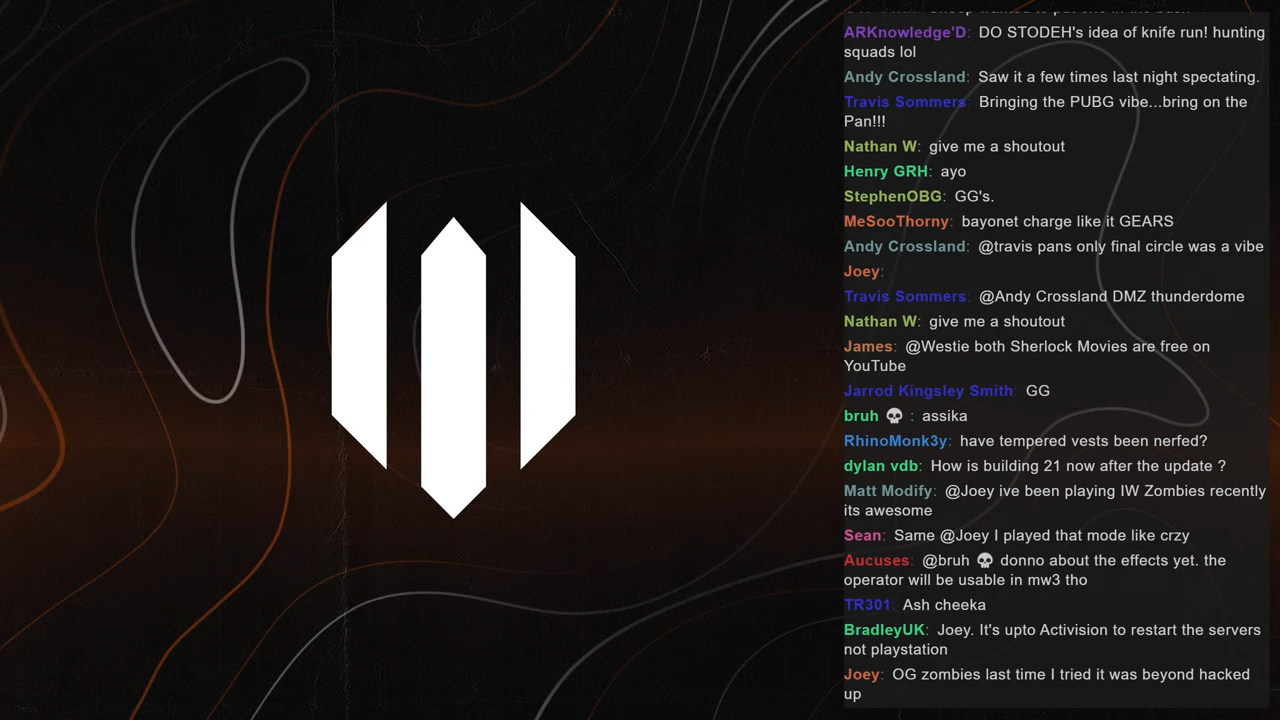 ARKnowledge'D: DO STODEH's idea of knife run! hunting
squads lol
Andy Crossland: Saw it a few times last night spectating.
Travis Sommers: Bringing the PUBG vibe...bring on the
Pan!!!
Nathan W: give me a shoutout
Henry GRH: ayo
StephenOBG: GG's.
MeSooThorny: bayonet charge like it GEARS
Andy Crossland: @travis pans only final circle was a vibe
Joey:
Travis Sommers: @Andy Crossland DMZ thunderdome
Nathan W: give me a shoutout
James: @Westie both Sherlock Movies are free on
YouTube
Jarrod Kingsley Smith: GG
bruh 💀 : assika
RhinoMonk3y: have tempered vests been nerfed?
dylan vdb: How is building 21 now after the update ?
Matt Modify: @Joey ive been playing IW Zombies recently
its awesome
Sean: Same @Joey I played that mode like crzy
Aucuses: @bruh 💀 donno about the effects yet. the
operator will be usable in mw3 tho
TR301: Ash cheeka
BradleyUK: Joey. It's upto Activision to restart the servers
not playstation
Joey: OG zombies last time I tried it was beyond hacked
up